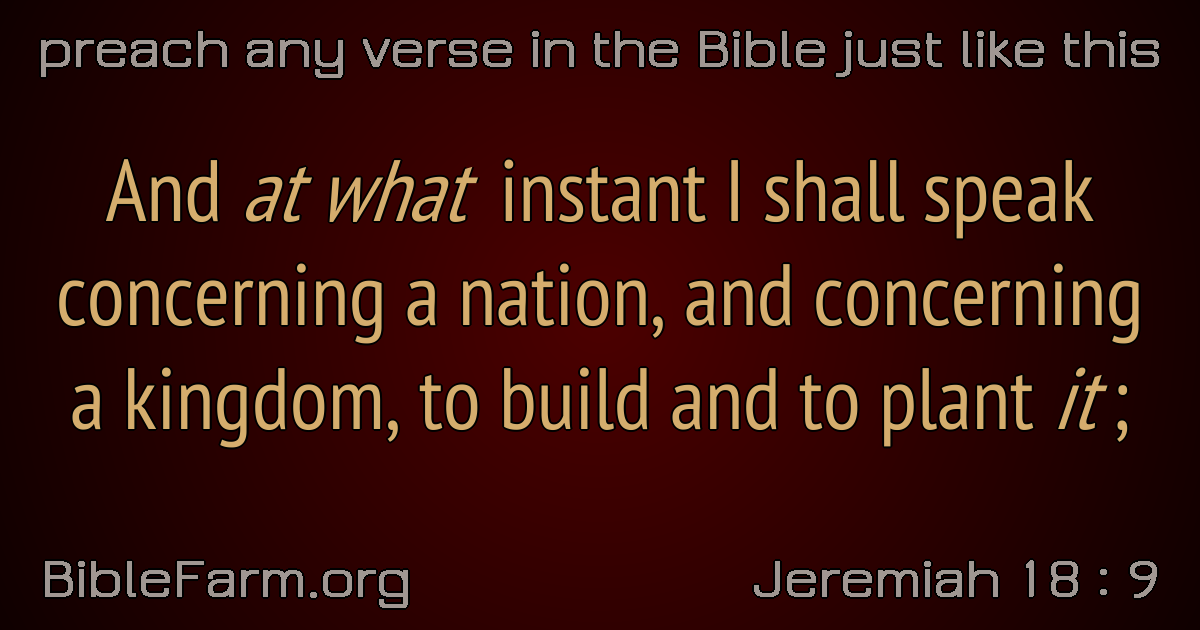 preach any verse in the Bible just like this
And at what instant I shall speak
concerning a nation, and concerning
a kingdom, to build and to plant it;
BibleFarm.org
Jeremiah 18 : 9